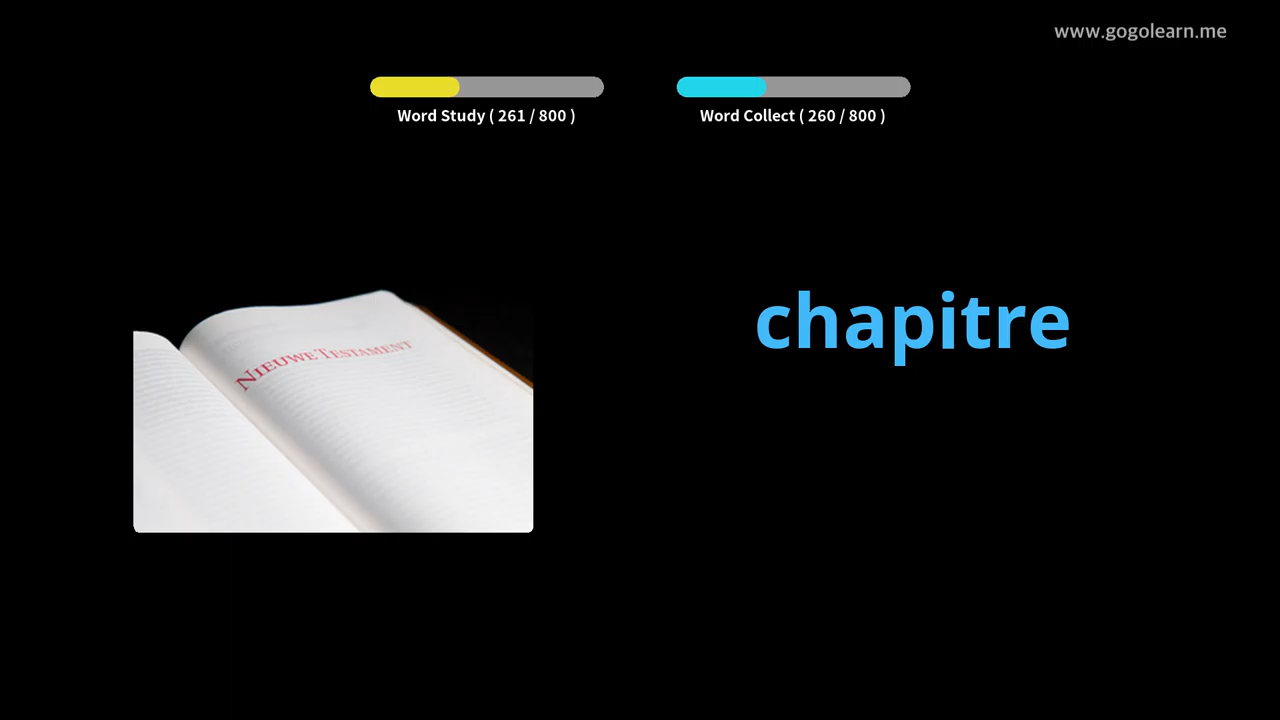 www.gogolearn.me
Word Study ( 261 / 800 )
Word Collect ( 260 / 800 )
chapitre
NIEUWE TESTAMENT